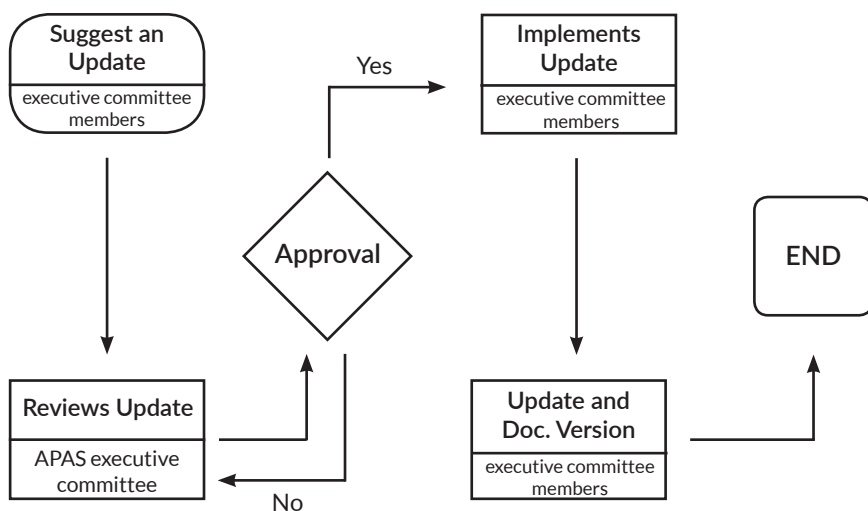 Suggest an
Update
executive committee
members
Reviews Update
APAS executive
committee
Approval
Yes
No
Implements
Update
executive committee
members
Update and
Doc. Version
executive committee
members
END